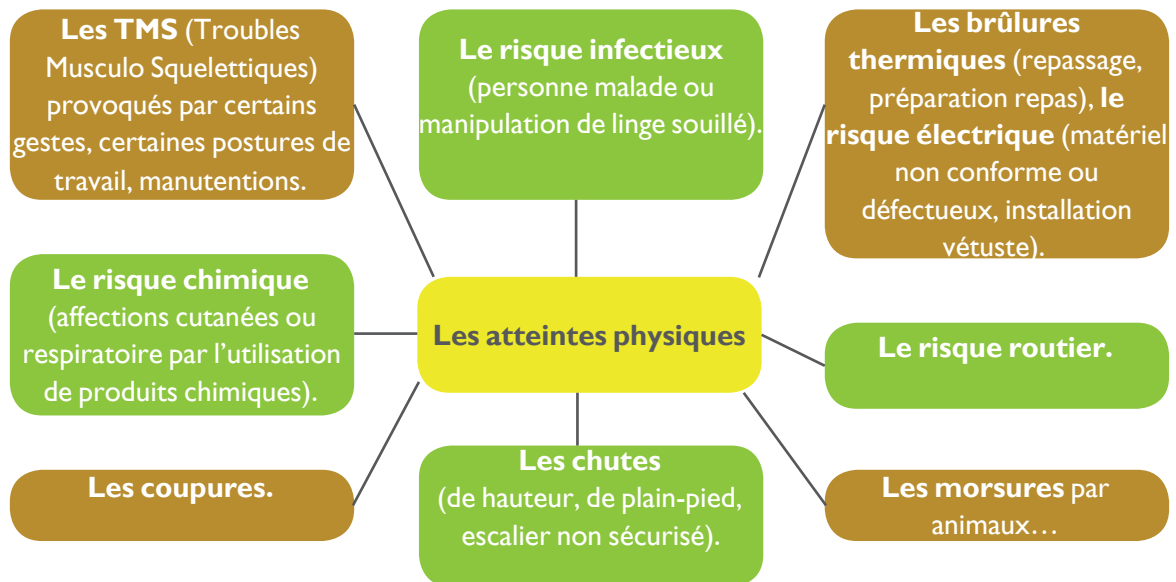 Les TMS (Troubles
Musculo Squelettiques)
provoqués par certains
gestes, certaines postures de
travail, manutentions.
Le risque infectieux
(personne malade ou
manipulation de linge souillé).
Les brûlures
thermiques (repassage,
préparation repas), le
risque électrique (matériel
non conforme ou
défectueux, installation
vétuste).
Le risque chimique
(affections cutanées ou
respiratoire par l’utilisation
de produits chimiques).
Les atteintes physiques
Le risque routier.
Les coupures.
Les chutes
(de hauteur, de plain-pied,
escalier non sécurisé).
Les morsures par
animaux…